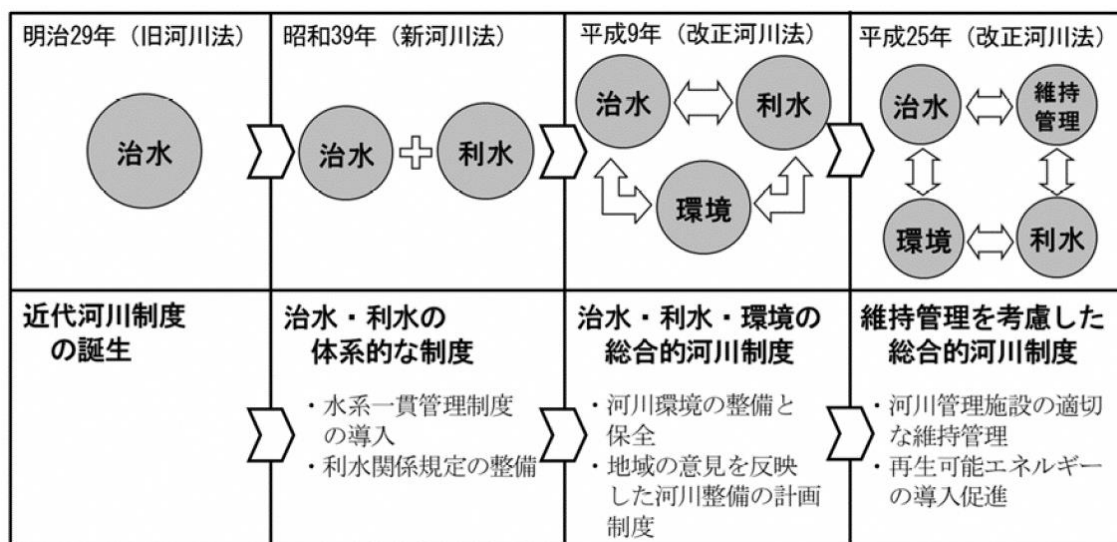 明治29年（旧河川法）
治水
昭和39年（新河川法）
治水
利水
平成9年（改正河川法）
治水
利水
環境
平成25年（改正河川法）
治水
維持
管理
環境
利水
近代河川制度
の誕生
治水・利水の
体系的な制度
・水系一貫管理制度
の導入
・利水関係規定の整備
治水・利水・環境の
総合的河川制度
・河川環境の整備と
保全
・地域の意見を反映
した河川整備の計画
制度
維持管理を考慮した
総合的河川制度
・河川管理施設の適切
な維持管理
・再生可能エネルギー
の導入促進